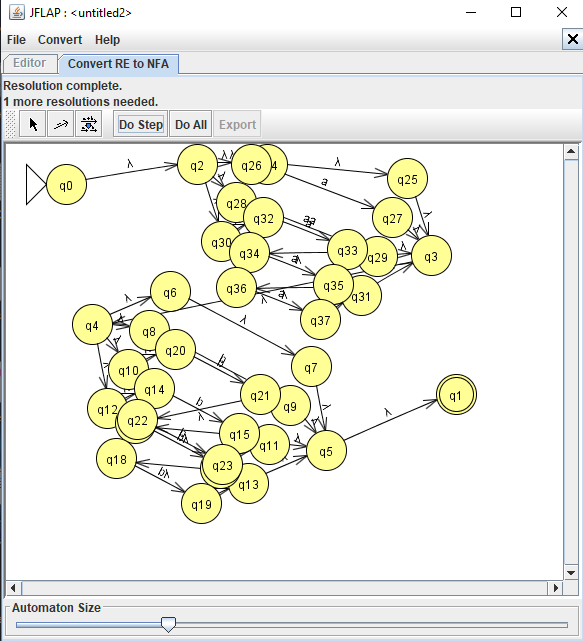 JFLAP : <untitled2>
File Convert Help
Editor Convert RE to NFA
Resolution complete.
1 more resolutions needed.
Do Step Do All Export
q0
λ
q2
q26
4
λ
q25
a
q28
q27
q32
q30
aa
q33
q29
q3
q34
q35
q36
q31
q37
q6
λ
q4
q8
λ
q20
q10
q7
q14
q21
q1
q12
b
q9
λ
q22
q15
q11
q5
λ
q18
q23
bλ
q13
q19
Automaton Size